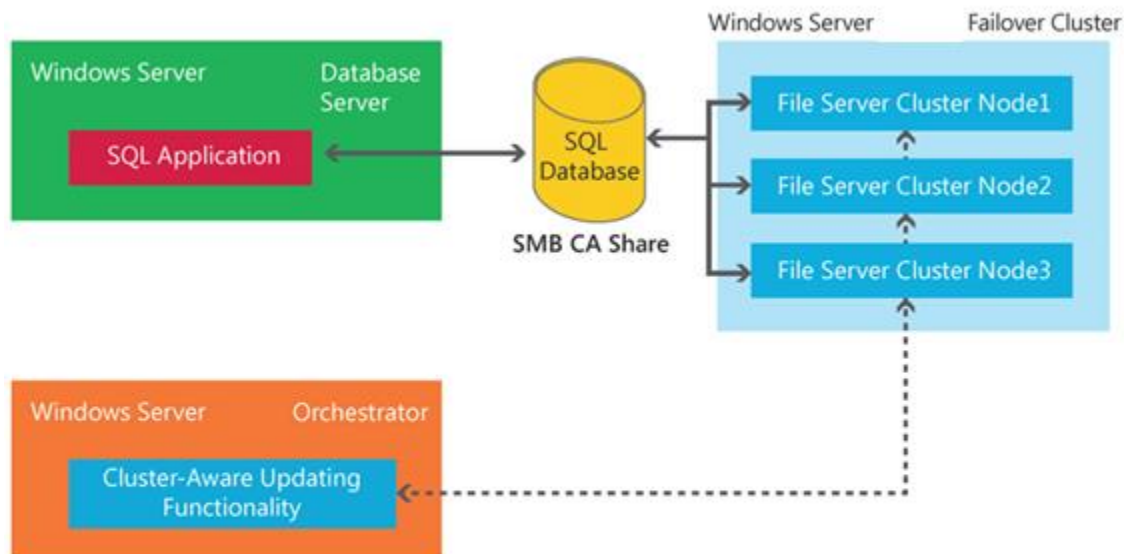 Windows Server Failover Cluster
Windows Server Database
Server
SQL Application
SQL
Database
SMB CA Share
File Server Cluster Node1
File Server Cluster Node2
File Server Cluster Node3
Windows Server Orchestrator
Cluster-Aware Updating
Functionality